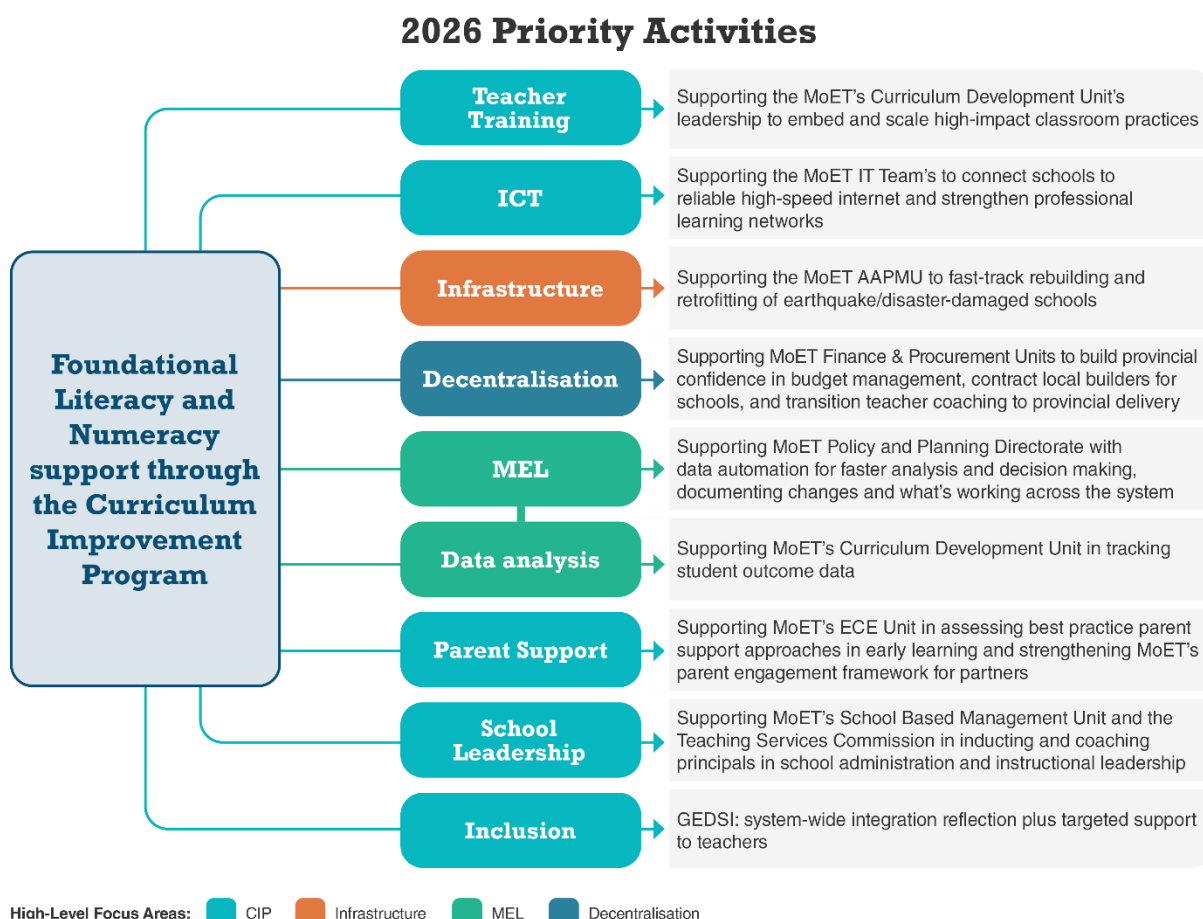 2026 Priority Activities
Foundational
Literacy and
Numeracy
support through
the Curriculum
Improvement
Program
Teacher
Training
Supporting the MoET's Curriculum Development Unit's
leadership to embed and scale high-impact classroom practices
ICT
Supporting the MoET IT Team's to connect schools to
reliable high-speed internet and strengthen professional
learning networks
Infrastructure
Supporting the MoET AAPMU to fast-track rebuilding and
retrofitting of earthquake/disaster-damaged schools
Decentralisation
Supporting MoET Finance & Procurement Units to build provincial
confidence in budget management, contract local builders for
schools, and transition teacher coaching to provincial delivery
MEL
Supporting MoET Policy and Planning Directorate with
data automation for faster analysis and decision making,
documenting changes and what's working across the system
Data analysis
Supporting MoET's Curriculum Development Unit in tracking
student outcome data
Parent Support
Supporting MoET's ECE Unit in assessing best practice parent
support approaches in early learning and strengthening MoET's
parent engagement framework for partners
School
Leadership
Supporting MoET's School Based Management Unit and the
Teaching Services Commission in inducting and coaching
principals in school administration and instructional leadership
Inclusion
GEDSI: system-wide integration reflection plus targeted support
to teachers
High-Level Focus Areas: CIP Infrastructure MEL Decentralisation